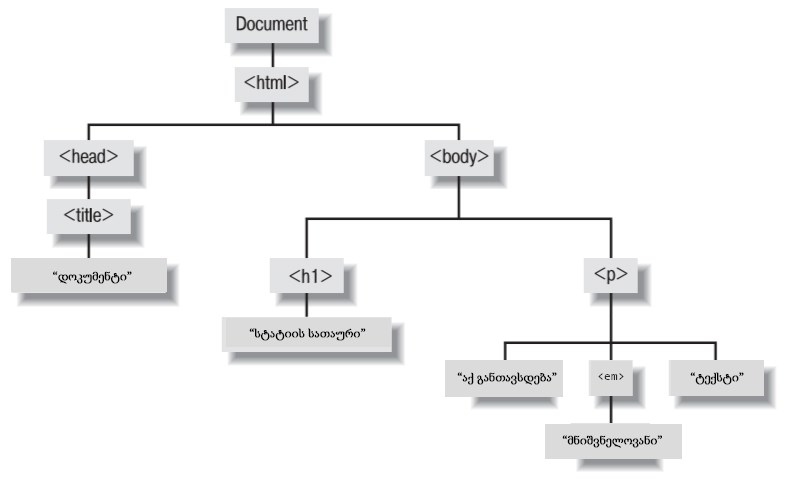 Document
<html>
<head>
<body>
<title>
"დოკუმენტი"
<h1>
<p>
"სტატიის სათაური"
"აქ განთავსდება"
<em>
"ტექსტი"
"მნიშვნელოვანი"